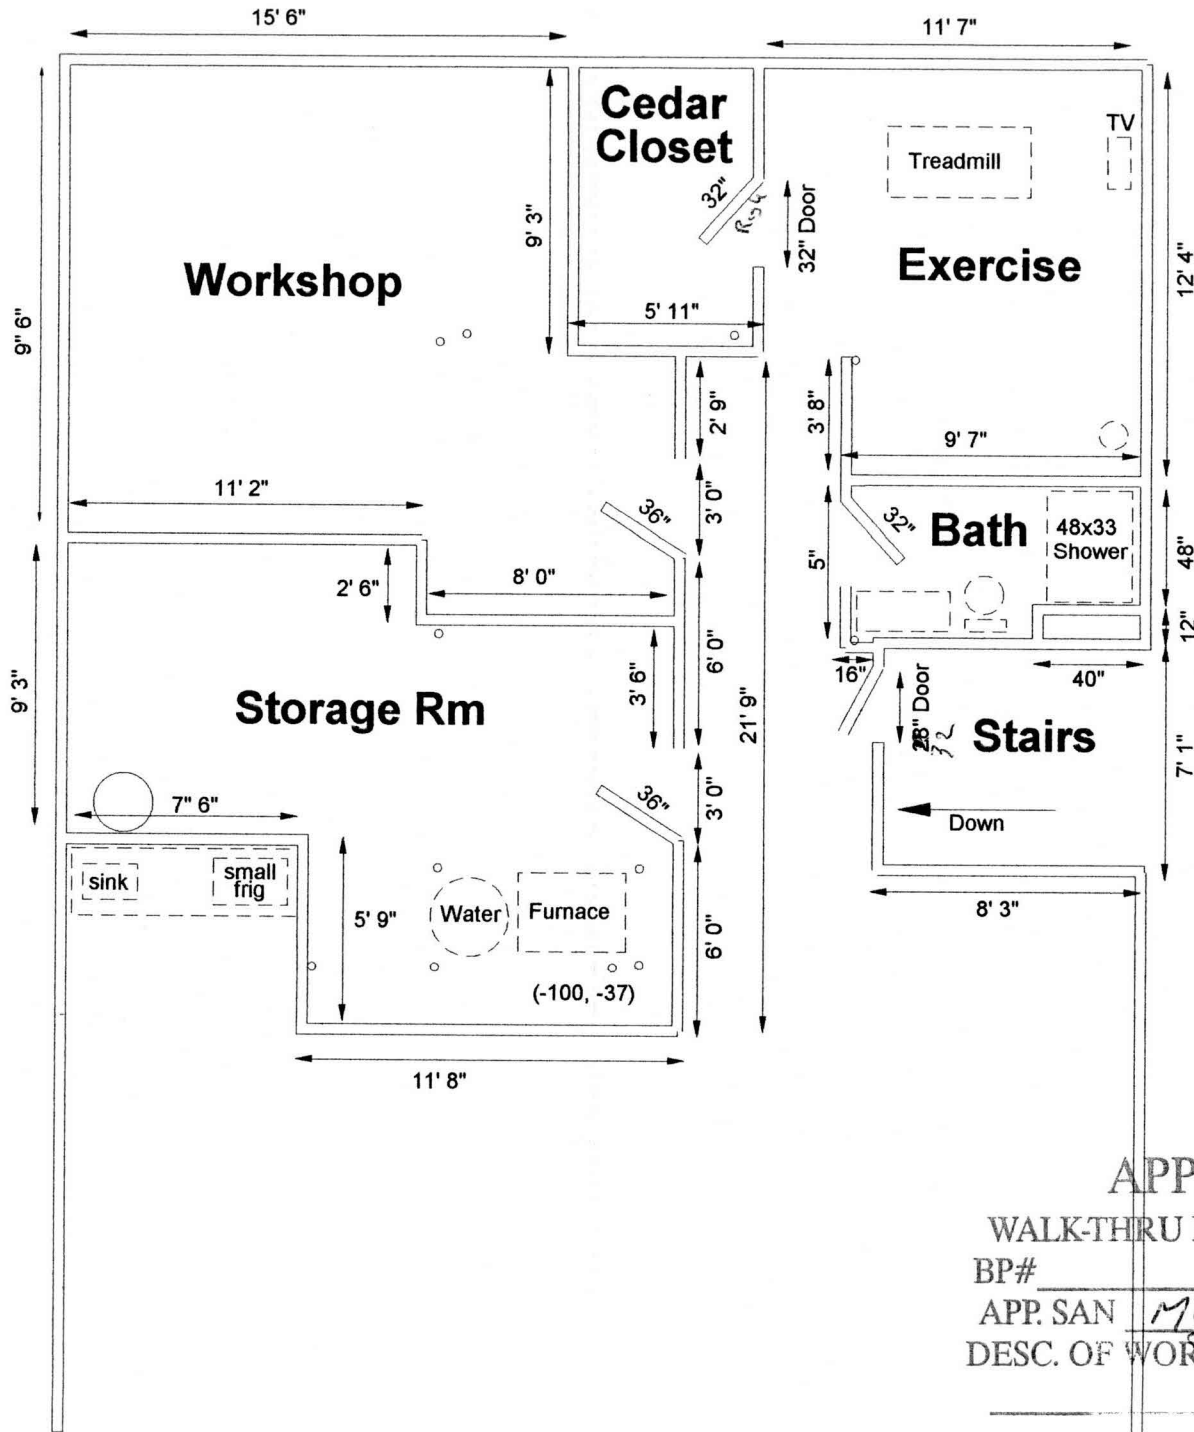 15' 6"
11' 7"
Cedar
Closet
TV
Treadmill
32"
32" Door
9' 3"
Workshop
Exercise
12' 4"
9" 6"
5' 11"
2' 9"
3' 8"
9' 7"
11' 2"
3' 0"
36"
32"
Bath
48x33
Shower
48"
5"
2' 6"
8' 0"
12"
9' 3"
6' 0"
3' 6"
16"
40"
Storage Rm
21' 9"
Door
32
Stairs
7' 1"
7" 6"
36"
3' 0"
Down
sink
small
frig
5' 9"
Water
Furnace
6' 0"
8' 3"
(-100, -37)
11' 8"
APP
WALK-THRU
BP#
APP. SAN
DESC. OF WOR